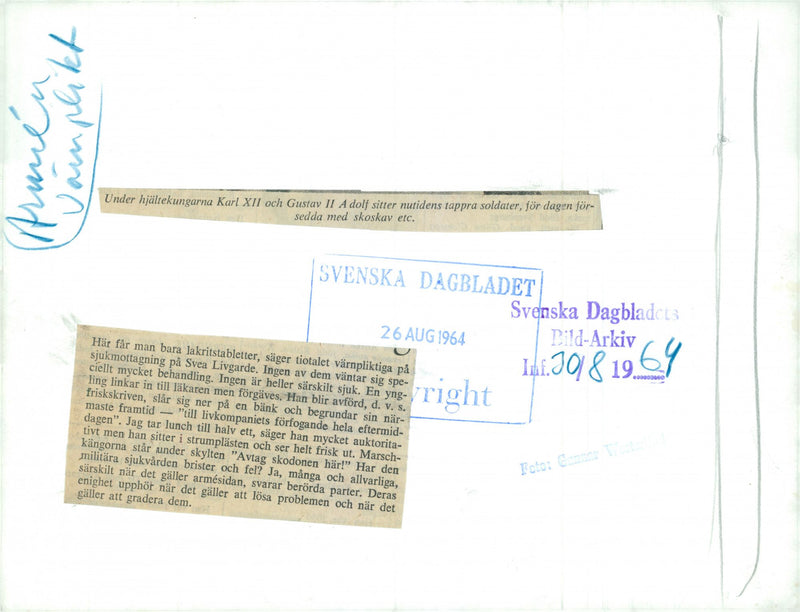 Armén
Värnplikt
Under hjältekungarna Karl XII och Gustav II Adolf sitter nutidens tappra soldater, för dagen för-
sedda med skoskav etc.
SVENSKA DAGBLADET
26 AUG 1964
Svenska Dagbladets
Bild-Arkiv
Inf. 30/8 1964
Här får man bara lakritstabletter, säger tiotalet värnpliktiga på
sjukmottagning på Svea Livgarde. Ingen av dem väntar sig spe-
ciellt mycket behandling. Ingen är heller särskilt sjuk. En yng-
ling linkar in till läkaren men förgäves. Han blir avförd, d. v. s.
friskskriven, slår sig ner på en bänk och begrundar sin när-
maste framtid — "till livkompaniets förfogande hela eftermid-
dagen". Jag tar lunch till halv ett, säger han mycket auktorita-
tivt men han sitter i strumplästen och ser helt frisk ut. Marsch-
kängorna står under skylten "Avtag skodonen här!" Har den
militära sjukvården brister och fel? Ja, många och allvarliga,
särskilt när det gäller armésidan, svarar berörda parter. Deras
enighet upphör när det gäller att lösa problemen och när det
gäller att gradera dem.
wright
Foto: Gunnar